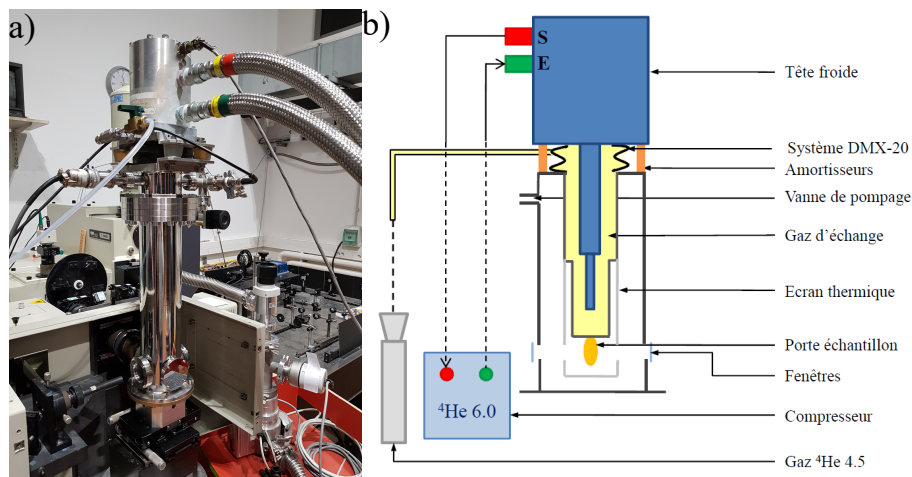 a)
b)
S
E
Tête froide
Système DMX-20
Amortisseurs
Vanne de pompage
Gaz d'échange
Ecran thermique
Porte échantillon
Fenêtres
⁴He 6.0
Compresseur
Gaz ⁴He 4.5